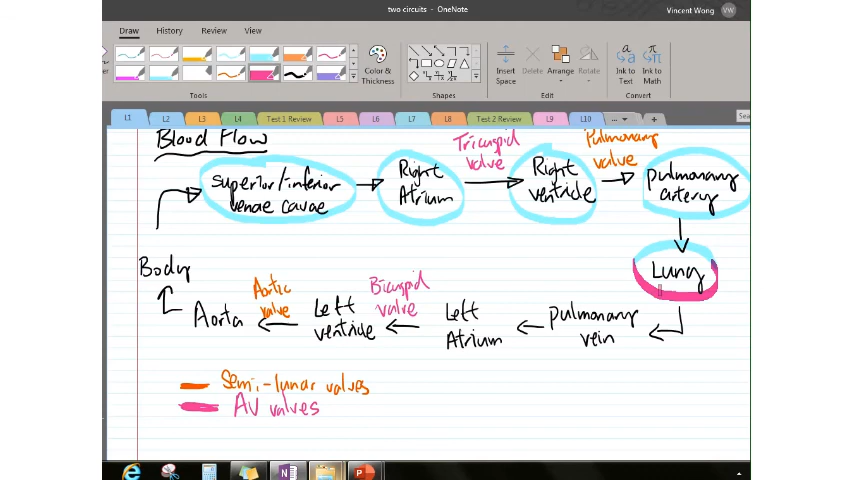 two circuits - OneNote
Vincent Wong VW
Draw History Review View
Color & Thickness
Insert Space
Delete
Arrange
Rotate
Ink to Text
Ink to Math
Tools Shapes Edit Convert
L1 L2 L3 L4 Test 1 Review L5 L6 L7 L8 Test 2 Review L9 L10 ... +
Sea
Blood Flow
superior/inferior venae cavae
Right Atrium
Tricuspid valve
Right ventricle
Pulmonary valve
pulmonary artery
Lung
pulmonary vein
Left Atrium
Bicuspid valve
Left ventricle
Aortic valve
Aorta
Body
Semi-lunar valves
AV valves